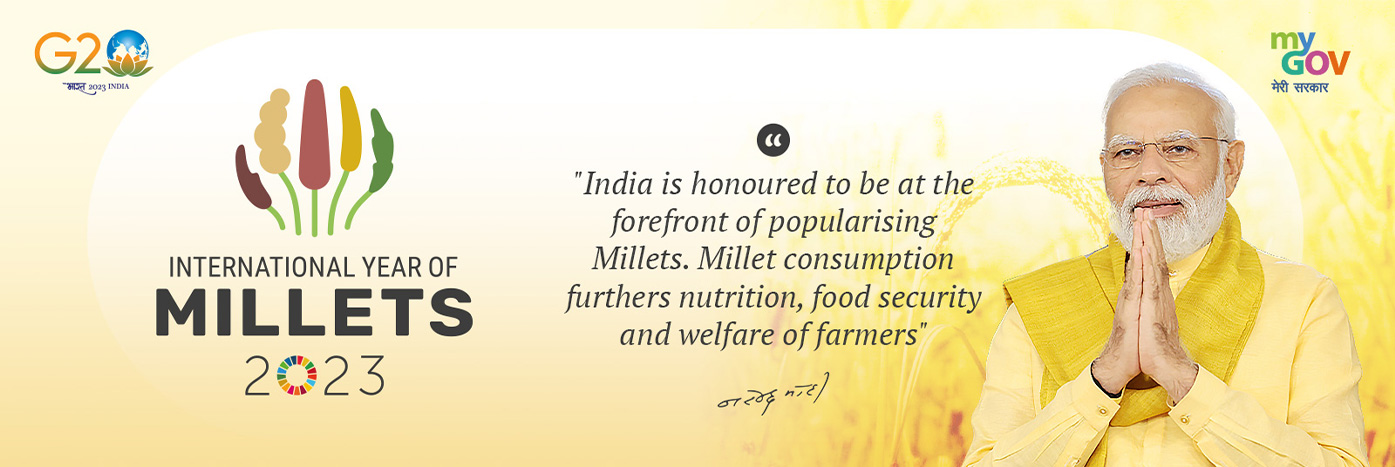 G20
भारत 2023 INDIA
my
GOV
मेरी सरकार
INTERNATIONAL YEAR OF
MILLETS
2023
“
"India is honoured to be at the
forefront of popularising
Millets. Millet consumption
furthers nutrition, food security
and welfare of farmers"
नरेन्द्र मोदी